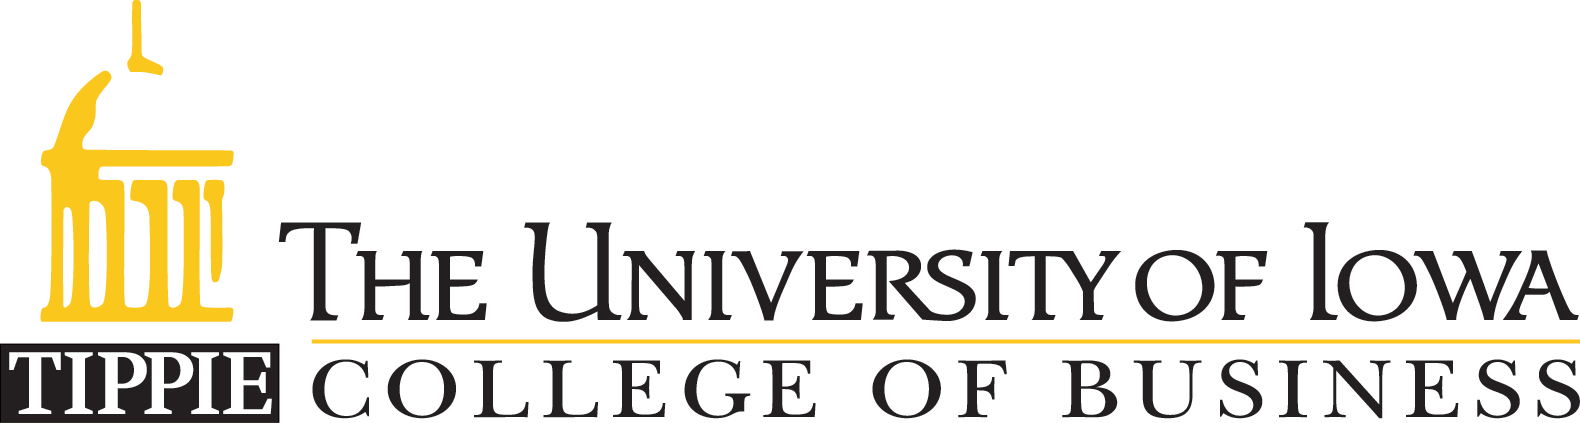 THE UNIVERSITY OF IOWA
TIPPIE COLLEGE OF BUSINESS